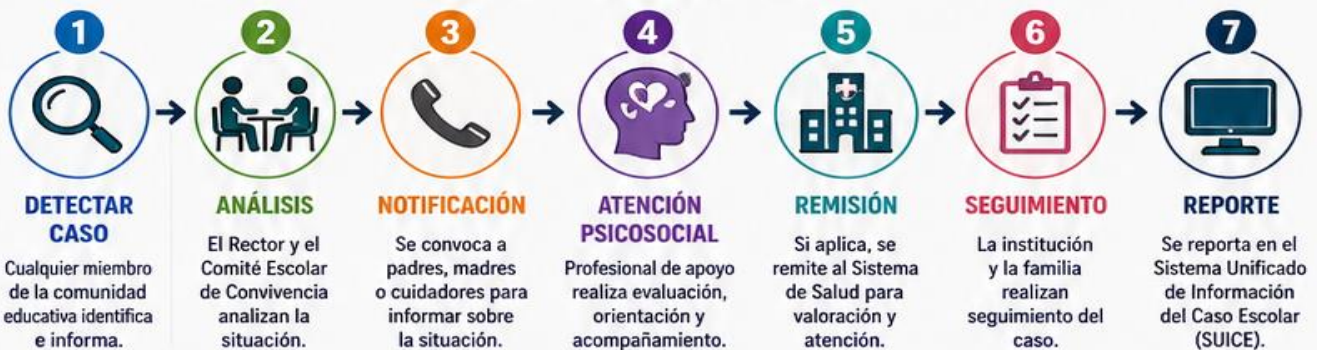 1
DETECTAR
CASO
Cualquier miembro
de la comunidad
educativa identifica
e informa.
2
ANÁLISIS
El Rector y el
Comité Escolar
de Convivencia
analizan la
situación.
3
NOTIFICACIÓN
Se convoca a
padres, madres
o cuidadores para
informar sobre
la situación.
4
ATENCIÓN
PSICOSOCIAL
Profesional de apoyo
realiza evaluación,
orientación y
acompañamiento.
5
REMISIÓN
Si aplica, se
remite al Sistema
de Salud para
valoración y
atención.
6
SEGUIMIENTO
La institución
y la familia
realizan
seguimiento del
caso.
7
REPORTE
Se reporta en el
Sistema Unificado
de Información
del Caso Escolar
(SUICE).